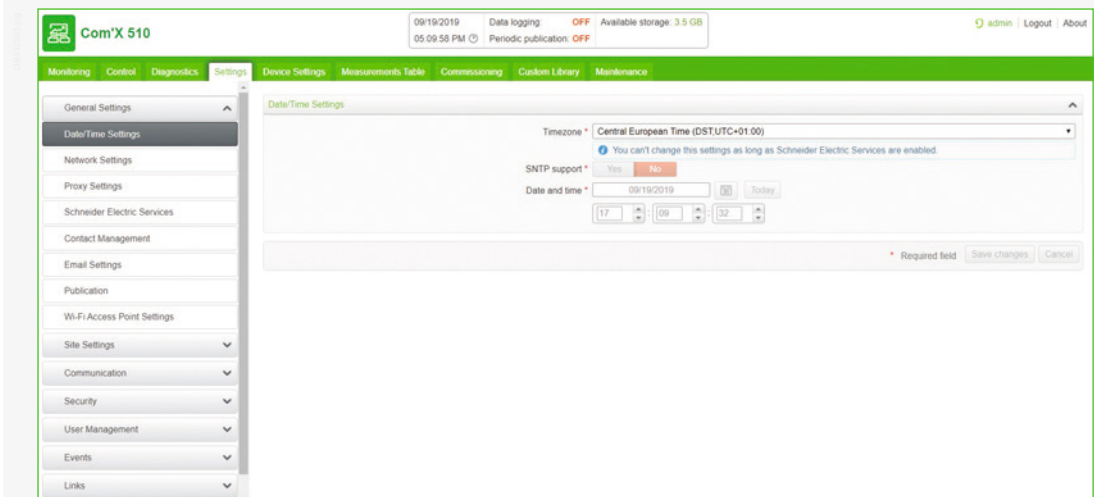 Com'X 510
09/19/2019 Data logging: OFF Available storage: 3.5 GB
05:09:58 PM Periodic publication: OFF
admin | Logout | About
Monitoring Control Diagnostics Settings Device Settings Measurements Table Commissioning Custom Library Maintenance
General Settings
Date/Time Settings
Network Settings
Proxy Settings
Schneider Electric Services
Contact Management
Email Settings
Publication
Wi-Fi Access Point Settings
Site Settings
Communication
Security
User Management
Events
Links
Date/Time Settings
Timezone * Central European Time (DST,UTC+01:00)
You can't change this settings as long as Schneider Electric Services are enabled.
SNTP support * Yes No
Date and time * 09/19/2019 Today
17 : 09 : 32
* Required field Save changes Cancel